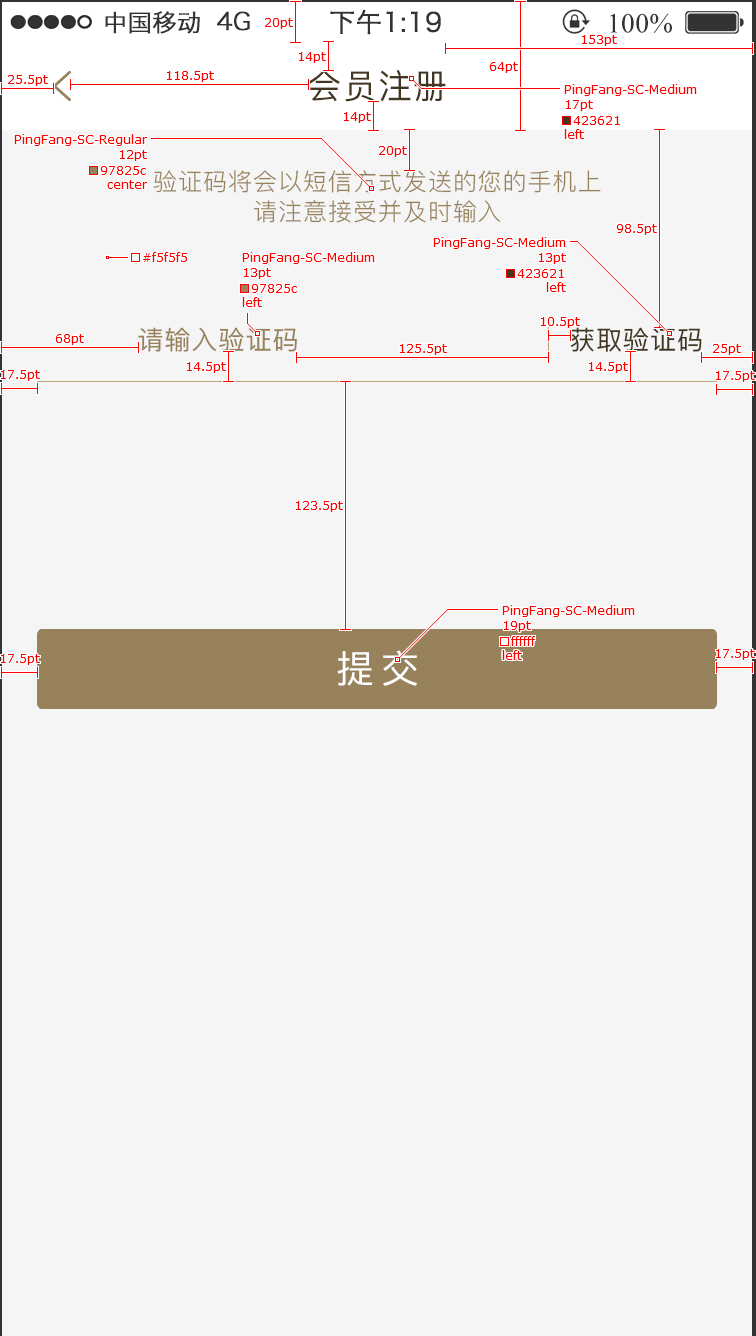 中国移动 4G 20pt 下午1:19 100%
153pt
14pt
64pt
25.5pt 118.5pt 会员注册
PingFang-SC-Medium
17pt
423621
left
14pt
PingFang-SC-Regular
12pt
97825c
center
20pt
验证码将会以短信方式发送的您的手机上
请注意接受并及时输入
98.5pt
#f5f5f5
PingFang-SC-Medium
13pt
97825c
left
PingFang-SC-Medium
13pt
423621
left
10.5pt
68pt 请输入验证码 125.5pt 获取验证码 25pt
14.5pt 14.5pt
17.5pt 17.5pt
123.5pt
PingFang-SC-Medium
19pt
ffffff
left
17.5pt 提交 17.5pt